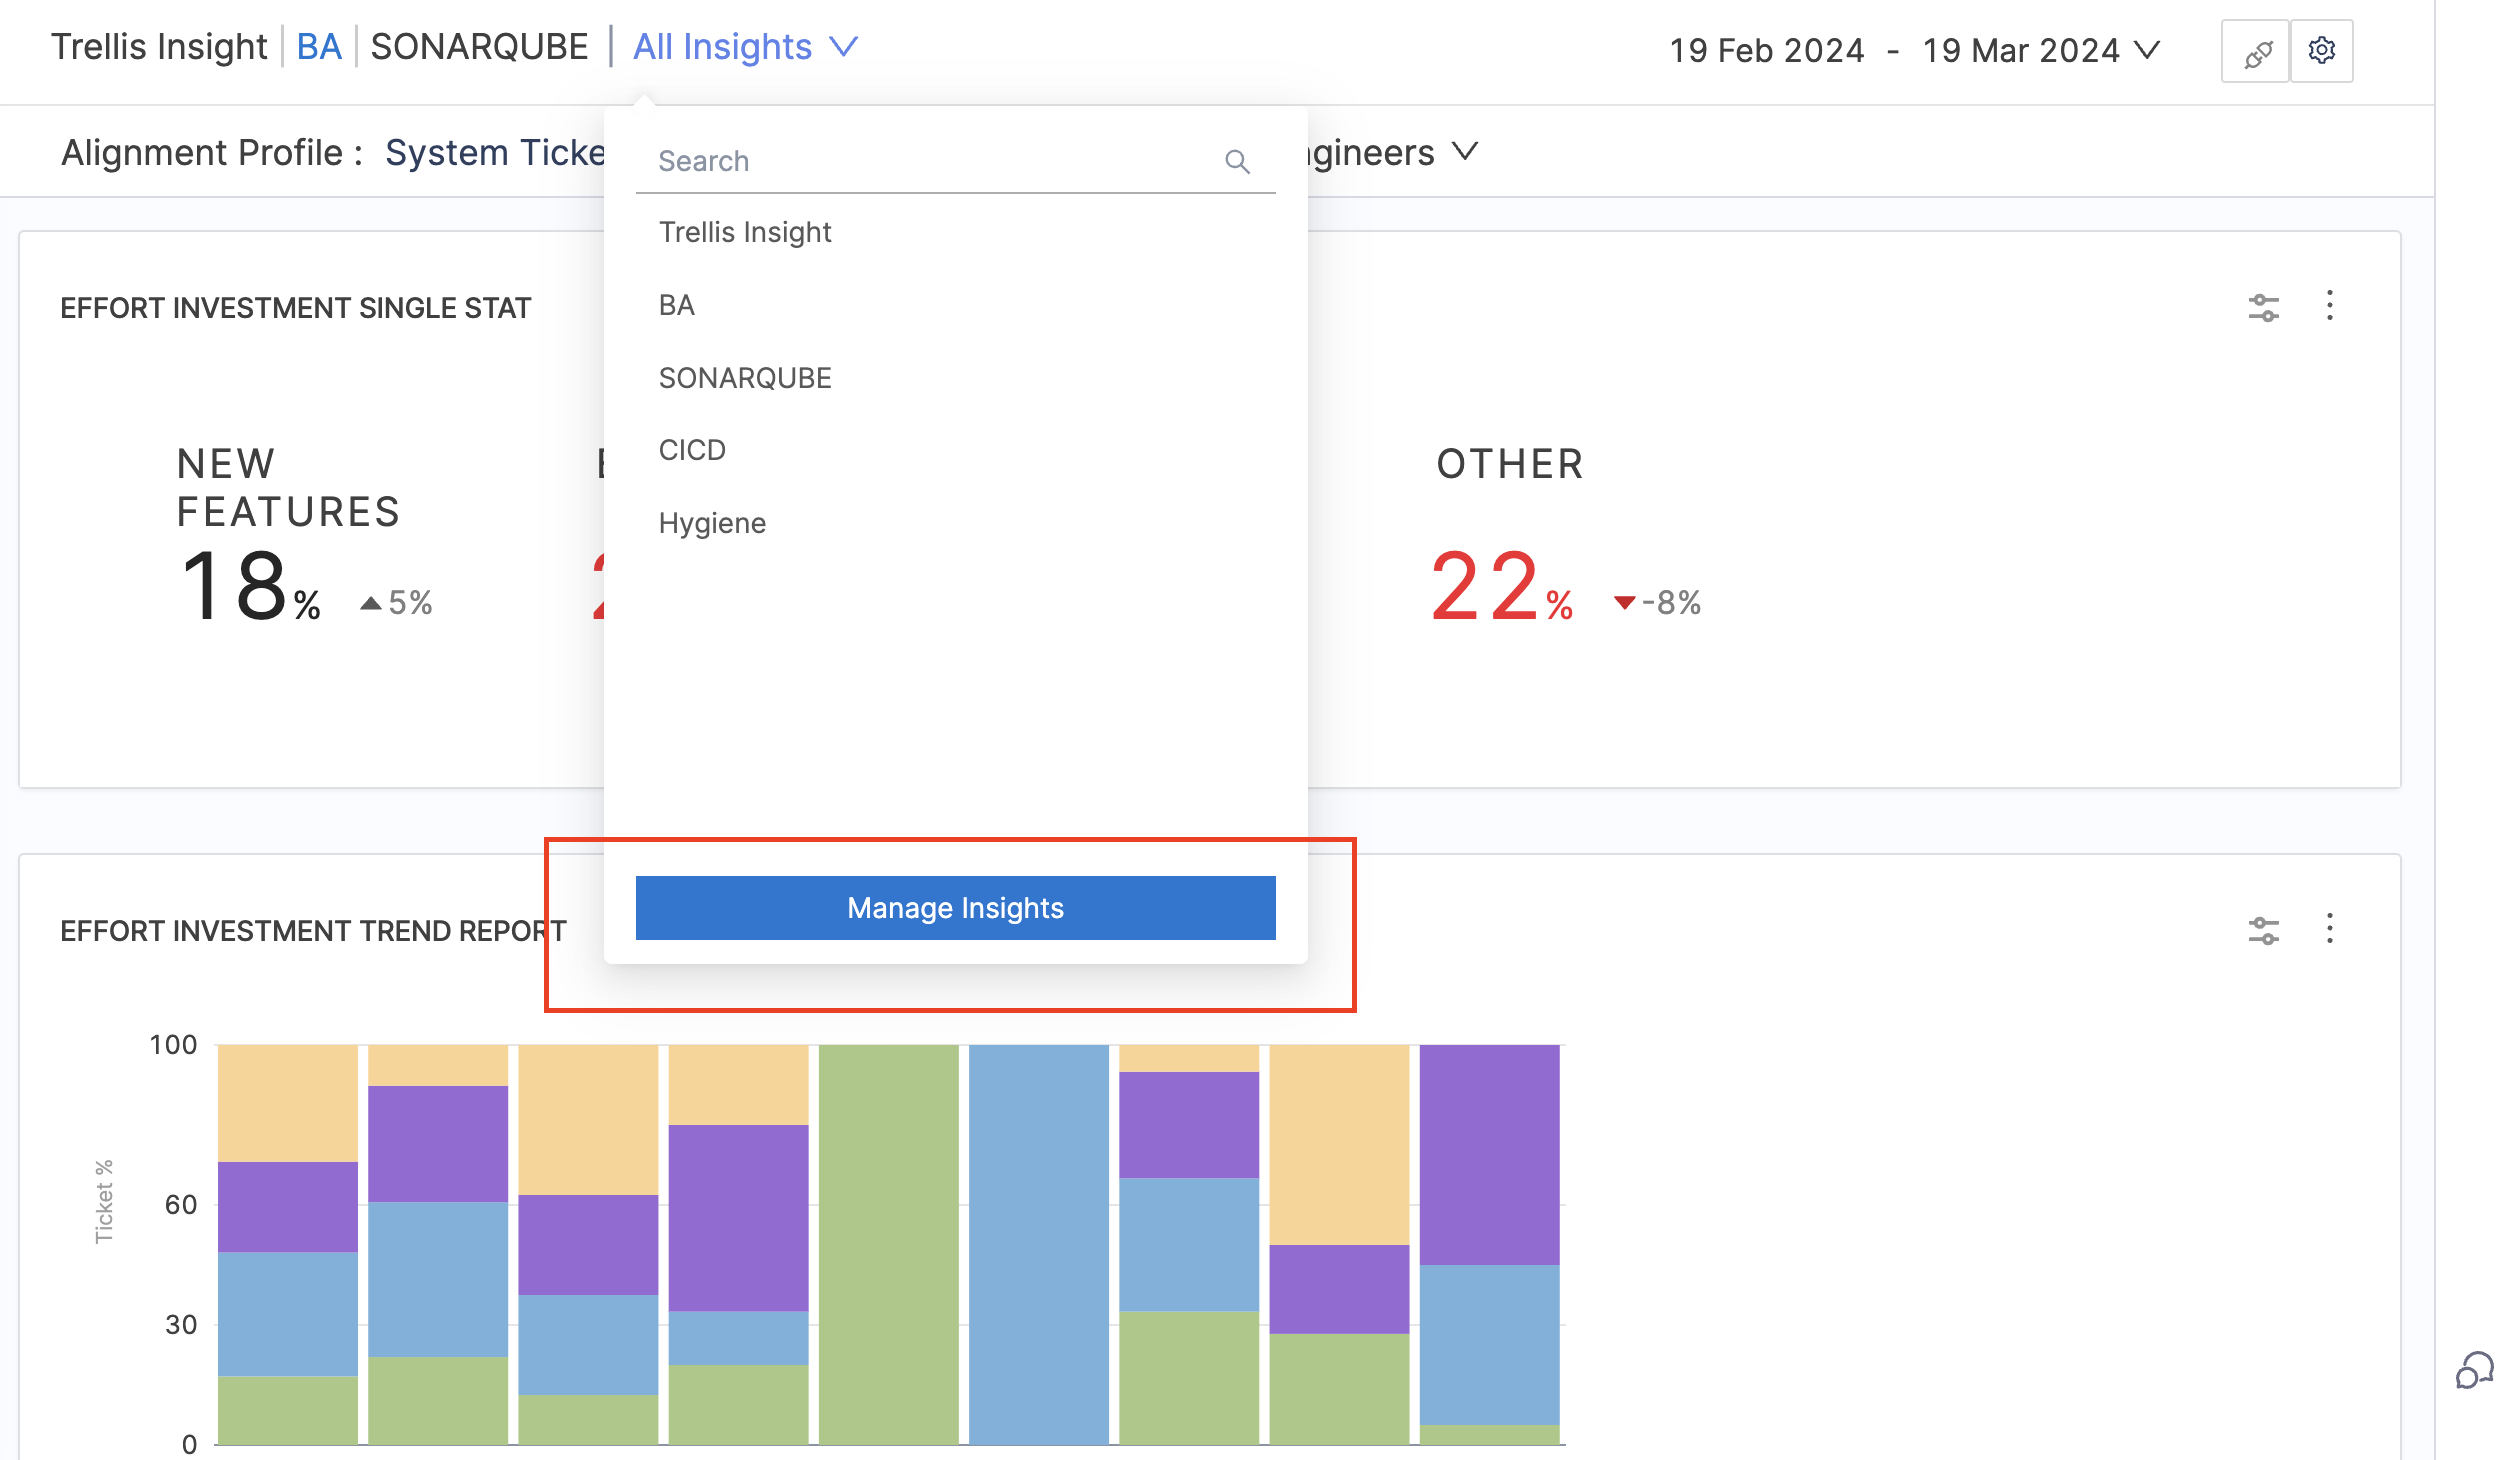 Trellis Insight | BA | SONARQUBE | All Insights
19 Feb 2024 - 19 Mar 2024
Alignment Profile :
System
Search
Trellis Insight
BA
SONARQUBE
CICD
Hygiene
Manage Insights
EFFORT INVESTMENT SINGLE STAT
NEW
FEATURES
18% 5%
OTHER
22% -8%
EFFORT INVESTMENT TREND REPORT
Ticket %
100
60
30
0